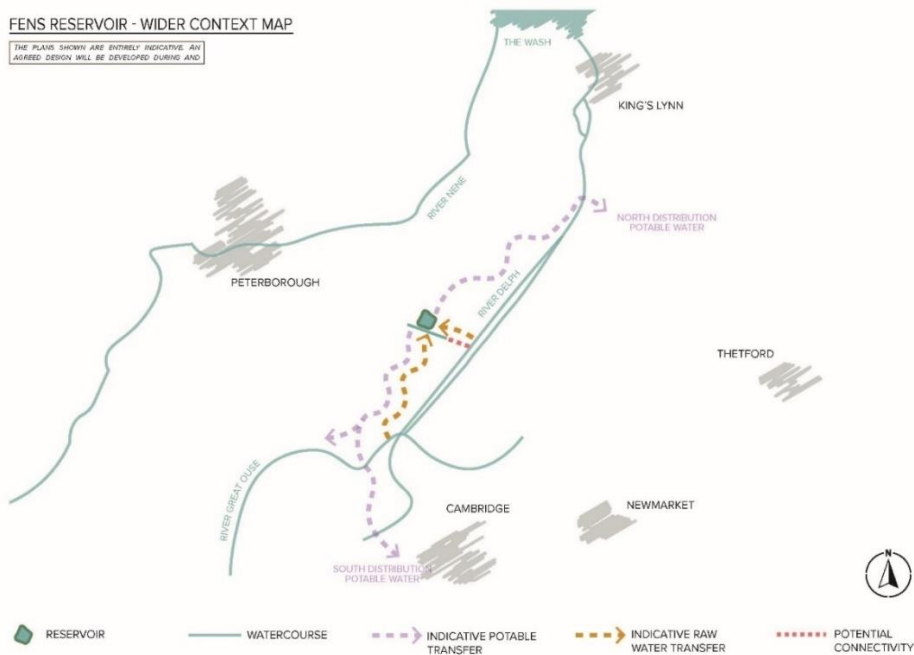 FENS RESERVOIR - WIDER CONTEXT MAP
THE PLANS SHOWN ARE ENTIRELY INDICATIVE. AN
AGREED DESIGN WILL BE DEVELOPED DURING AND
THE WASH
KING'S LYNN
RIVER NENE
NORTH DISTRIBUTION
POTABLE WATER
PETERBOROUGH
RIVER DELPH
THETFORD
RIVER GREAT OUSE
CAMBRIDGE
NEWMARKET
SOUTH DISTRIBUTION
POTABLE WATER
N
RESERVOIR
WATERCOURSE
INDICATIVE POTABLE
TRANSFER
INDICATIVE RAW
WATER TRANSFER
POTENTIAL
CONNECTIVITY